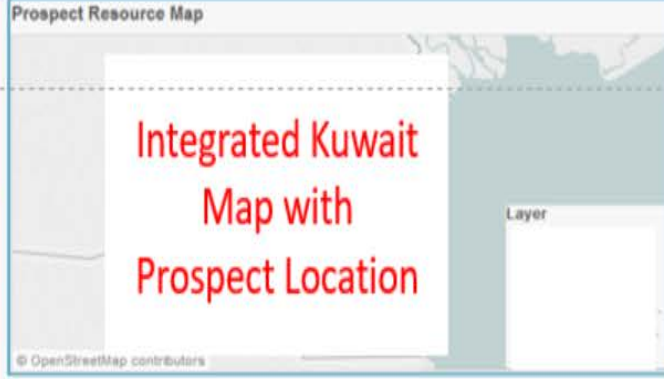 Prospect Resource Map
Integrated Kuwait
Map with
Prospect Location
Layer
© OpenStreetMap contributors